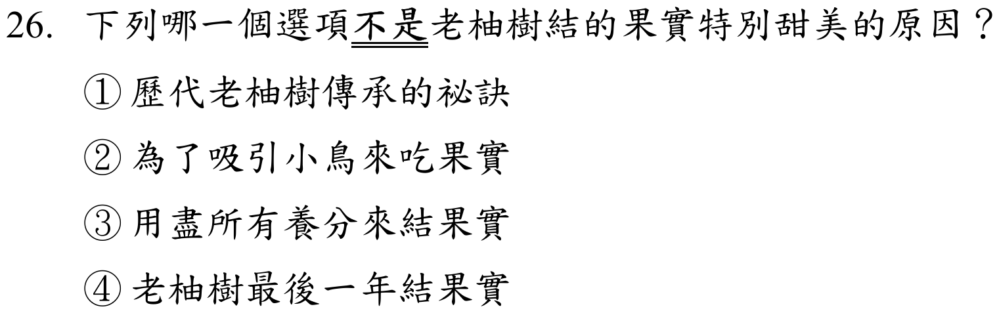 26. 下列哪一個選項不是老柚樹結的果實特別甜美的原因？
① 歷代老柚樹傳承的祕訣
② 為了吸引小鳥來吃果實
③ 用盡所有養分來結果實
④ 老柚樹最後一年結果實